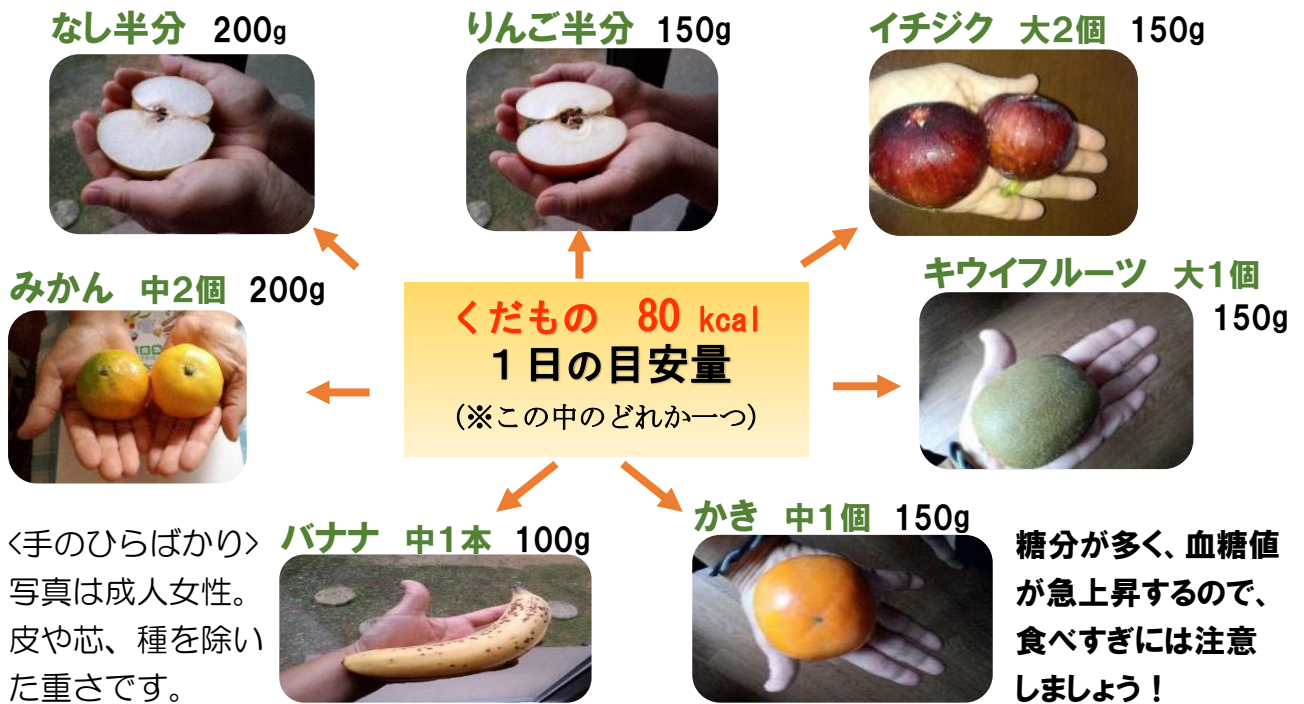 なし半分 200g
りんご半分 150g
イチジク 大2個 150g
みかん 中2個 200g
くだもの 80 kcal
１日の目安量
（※この中のどれか一つ）
キウイフルーツ 大1個
150g
<手のひらばかり>
写真は成人女性。
皮や芯、種を除い
た重さです。
バナナ 中1本 100g
かき 中1個 150g
糖分が多く、血糖値
が急上昇するので、
食べすぎには注意
しましょう！